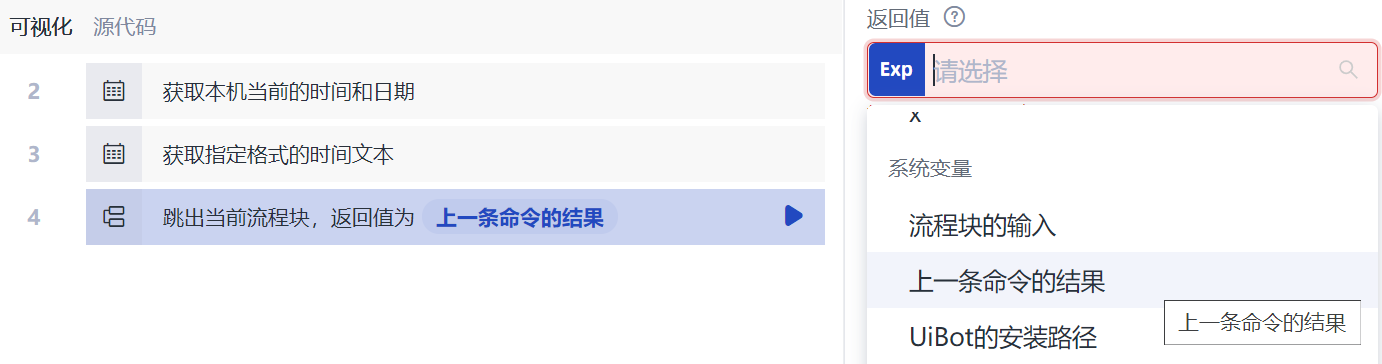 可视化 源代码
2 获取本机当前的时间和日期
3 获取指定格式的时间文本
4 跳出当前流程块，返回值为 上一条命令的结果
返回值 ?
Exp 请选择
x
系统变量
流程块的输入
上一条命令的结果
UiBot的安装路径
上一条命令的结果